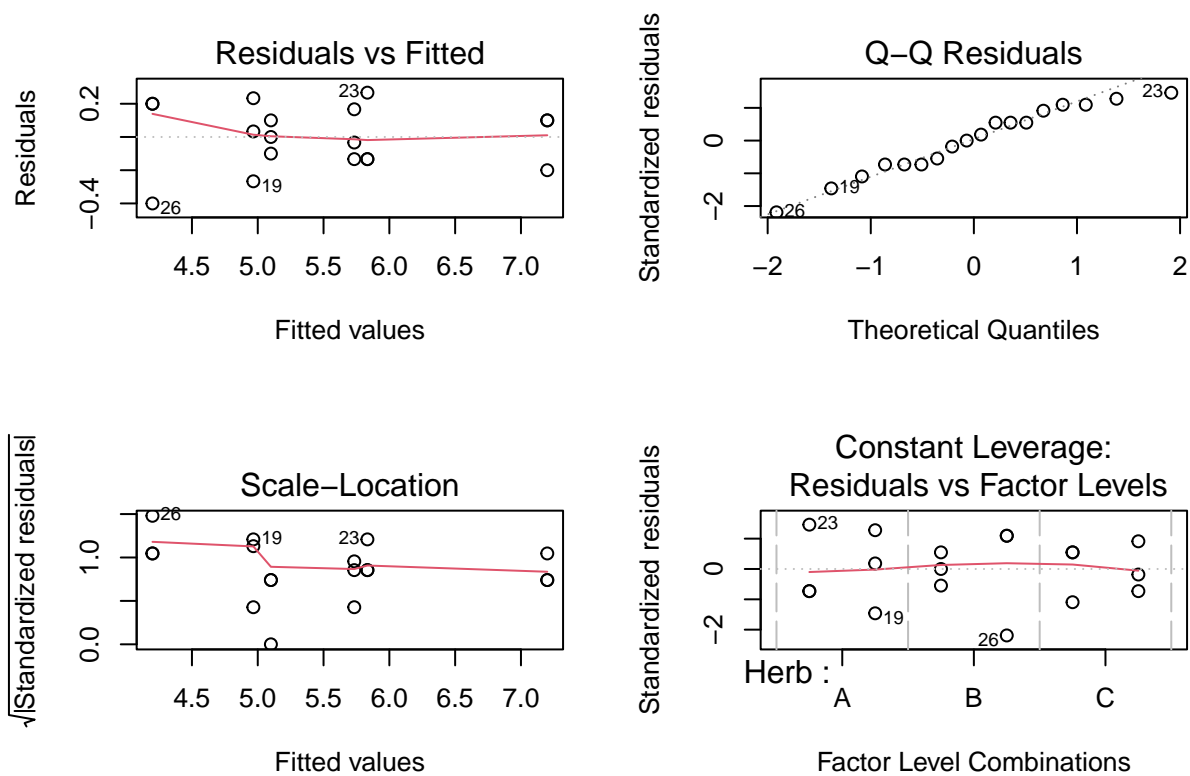 Residuals vs Fitted
Residuals
0.2
−0.4
23
19
26
4.5 5.0 5.5 6.0 6.5 7.0
Fitted values
Q−Q Residuals
Standardized residuals
0
−2
23
19
26
−2 −1 0 1 2
Theoretical Quantiles
Scale−Location
√|Standardized residuals|
1.0
0.0
26
19
23
4.5 5.0 5.5 6.0 6.5 7.0
Fitted values
Constant Leverage:
Residuals vs Factor Levels
Standardized residuals
0
−2
23
19
26
Herb :
A B C
Factor Level Combinations